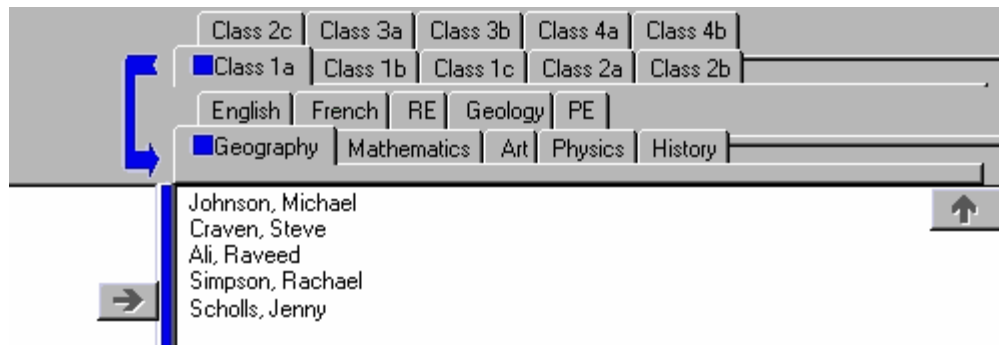 Class 2c Class 3a Class 3b Class 4a Class 4b
Class 1a Class 1b Class 1c Class 2a Class 2b
English French RE Geology PE
Geography Mathematics Art Physics History
Johnson, Michael
Craven, Steve
Ali, Raveed
Simpson, Rachael
Scholls, Jenny